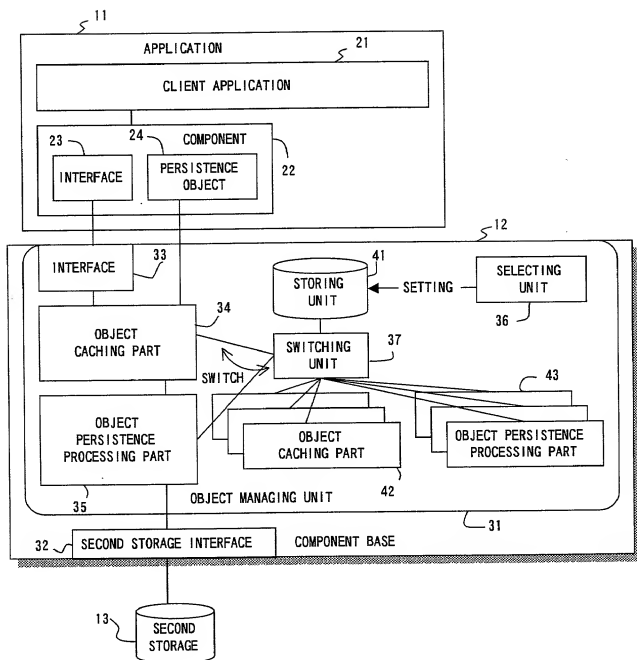 11
APPLICATION
21
CLIENT APPLICATION
23
24
COMPONENT
22
INTERFACE
PERSISTENCE
OBJECT
12
INTERFACE
33
41
STORING
UNIT
SETTING
SELECTING
UNIT
36
34
OBJECT
CACHING PART
SWITCHING
UNIT
37
SWITCH
43
OBJECT
PERSISTENCE
PROCESSING PART
35
OBJECT
CACHING PART
42
OBJECT PERSISTENCE
PROCESSING PART
OBJECT MANAGING UNIT
31
32
SECOND STORAGE INTERFACE
COMPONENT BASE
13
SECOND
STORAGE